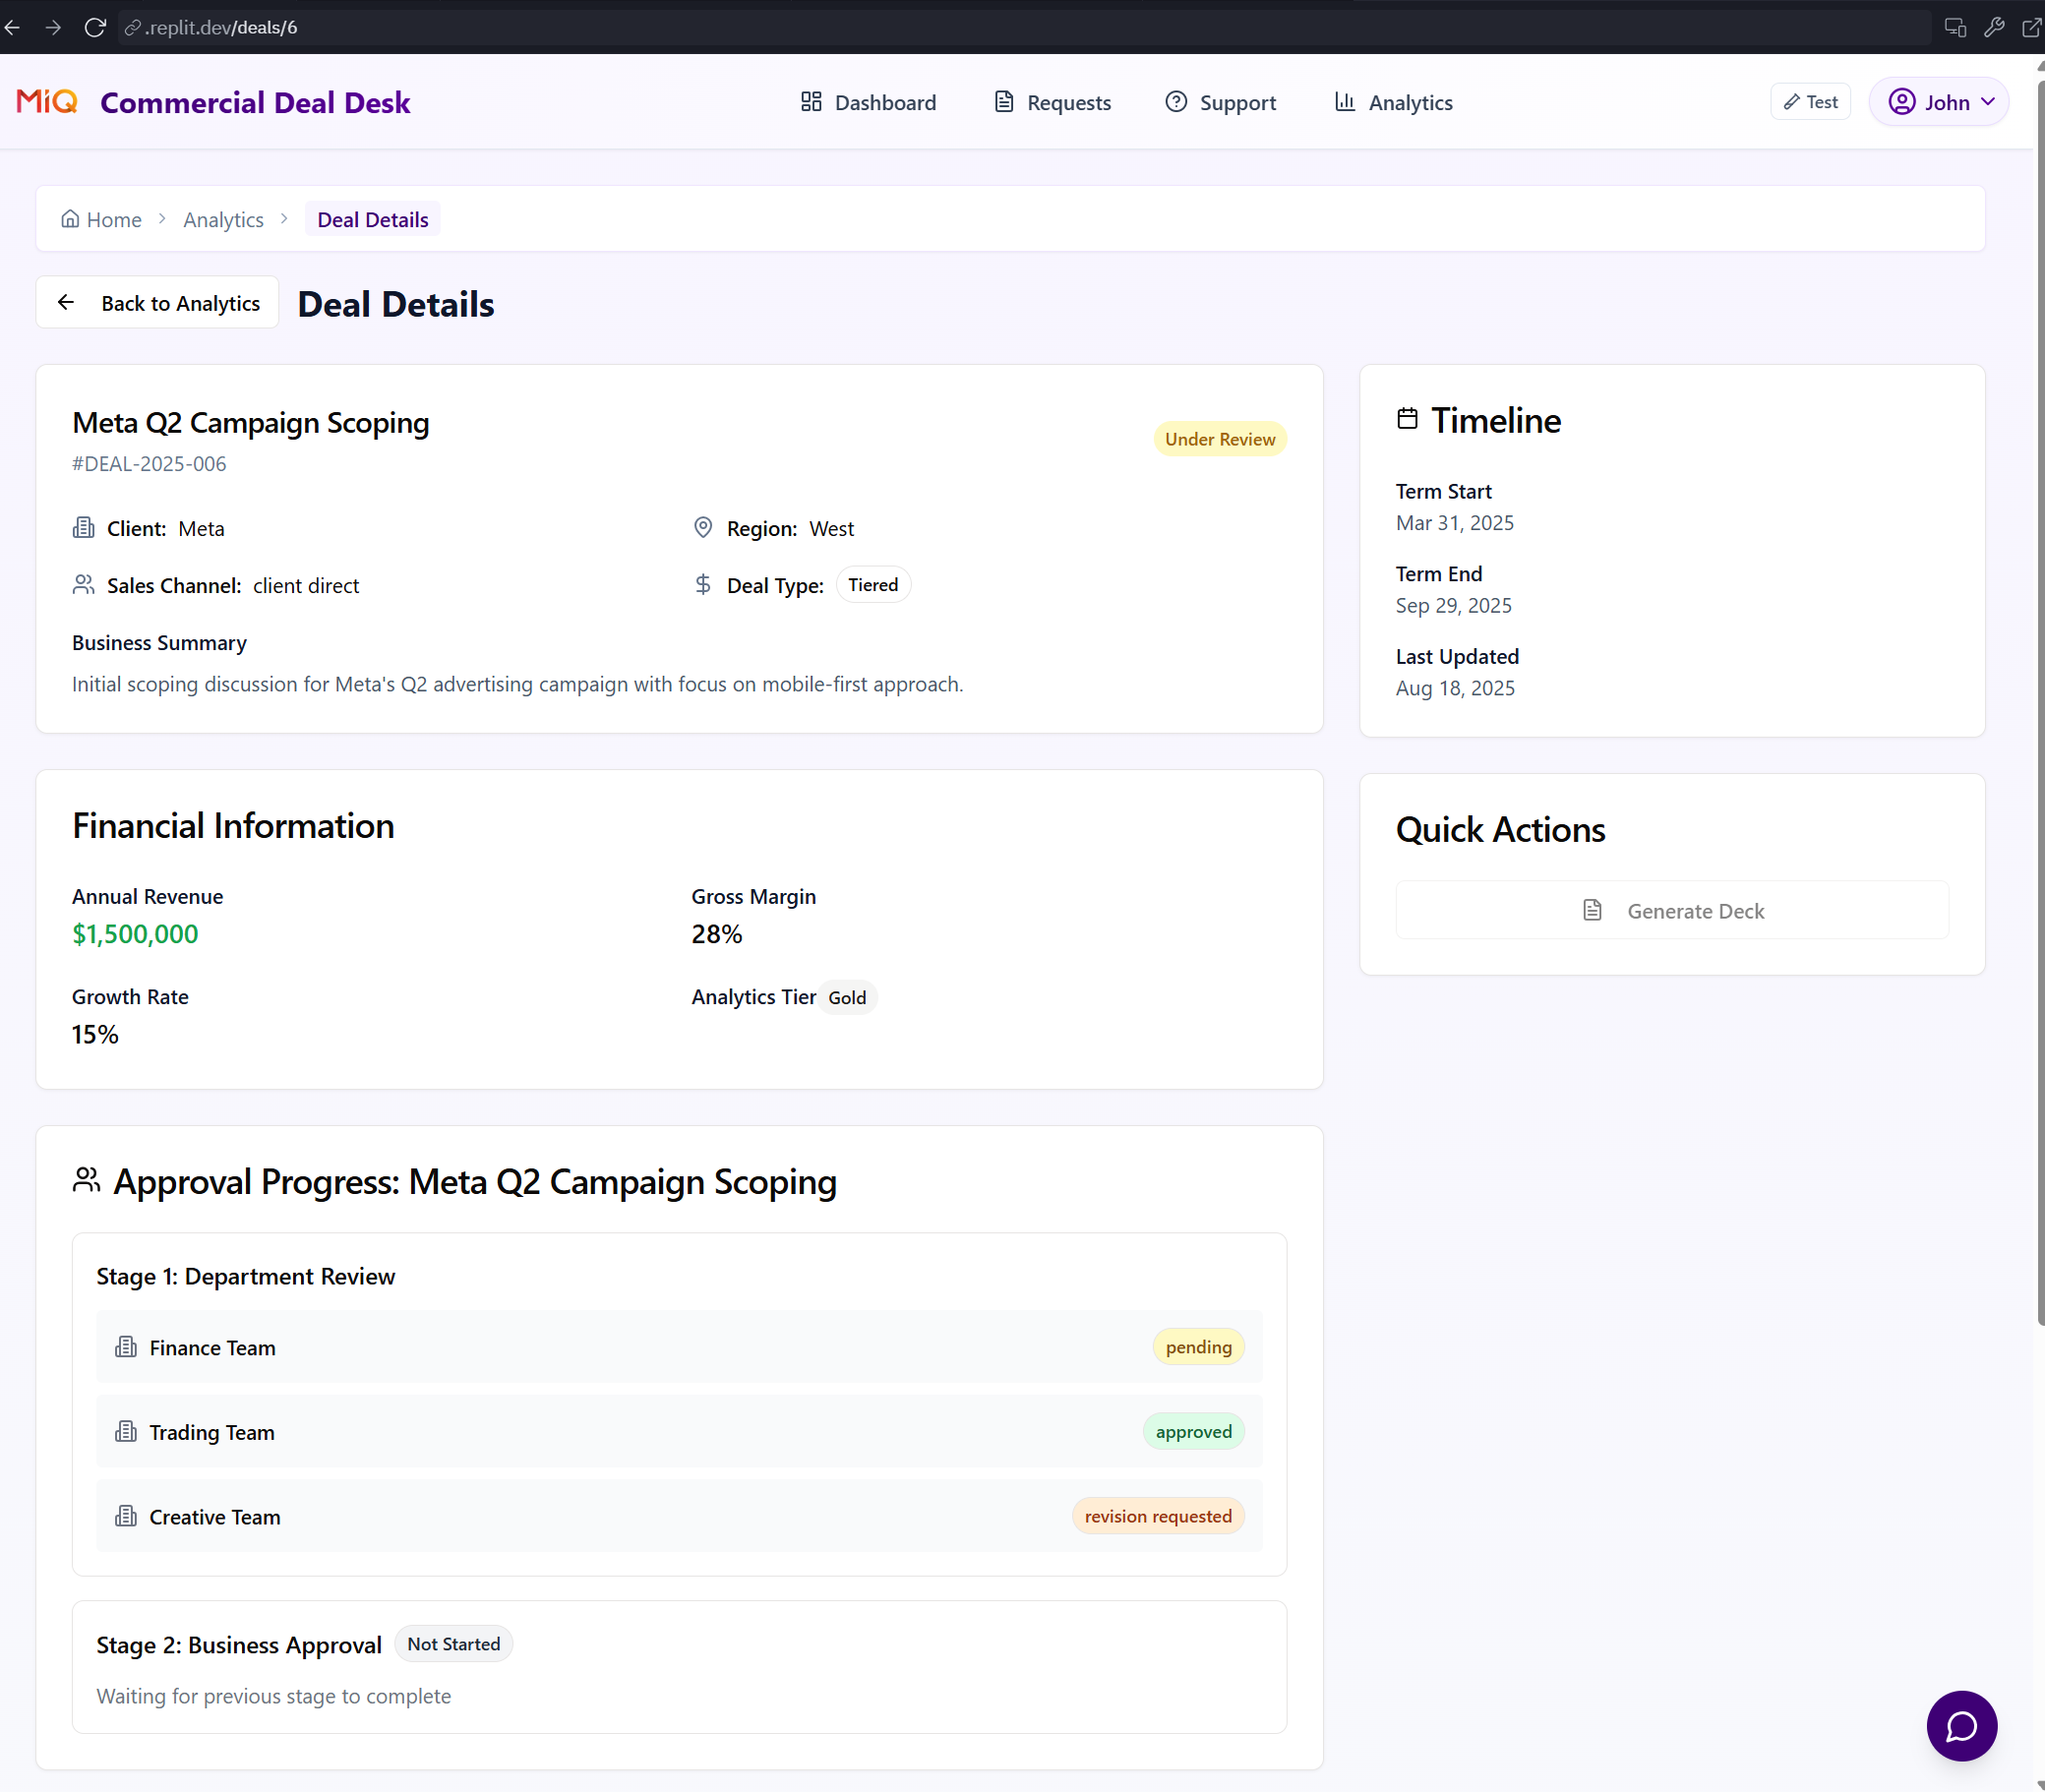 .replit.dev/deals/6
MiQ Commercial Deal Desk
Dashboard
Requests
Support
Analytics
Test
John
Home > Analytics > Deal Details
Back to Analytics
Deal Details
Meta Q2 Campaign Scoping
#DEAL-2025-006
Under Review
Client: Meta
Region: West
Sales Channel: client direct
Deal Type: Tiered
Business Summary
Initial scoping discussion for Meta's Q2 advertising campaign with focus on mobile-first approach.
Timeline
Term Start
Mar 31, 2025
Term End
Sep 29, 2025
Last Updated
Aug 18, 2025
Financial Information
Annual Revenue
$1,500,000
Gross Margin
28%
Growth Rate
15%
Analytics Tier Gold
Quick Actions
Generate Deck
Approval Progress: Meta Q2 Campaign Scoping
Stage 1: Department Review
Finance Team pending
Trading Team approved
Creative Team revision requested
Stage 2: Business Approval Not Started
Waiting for previous stage to complete